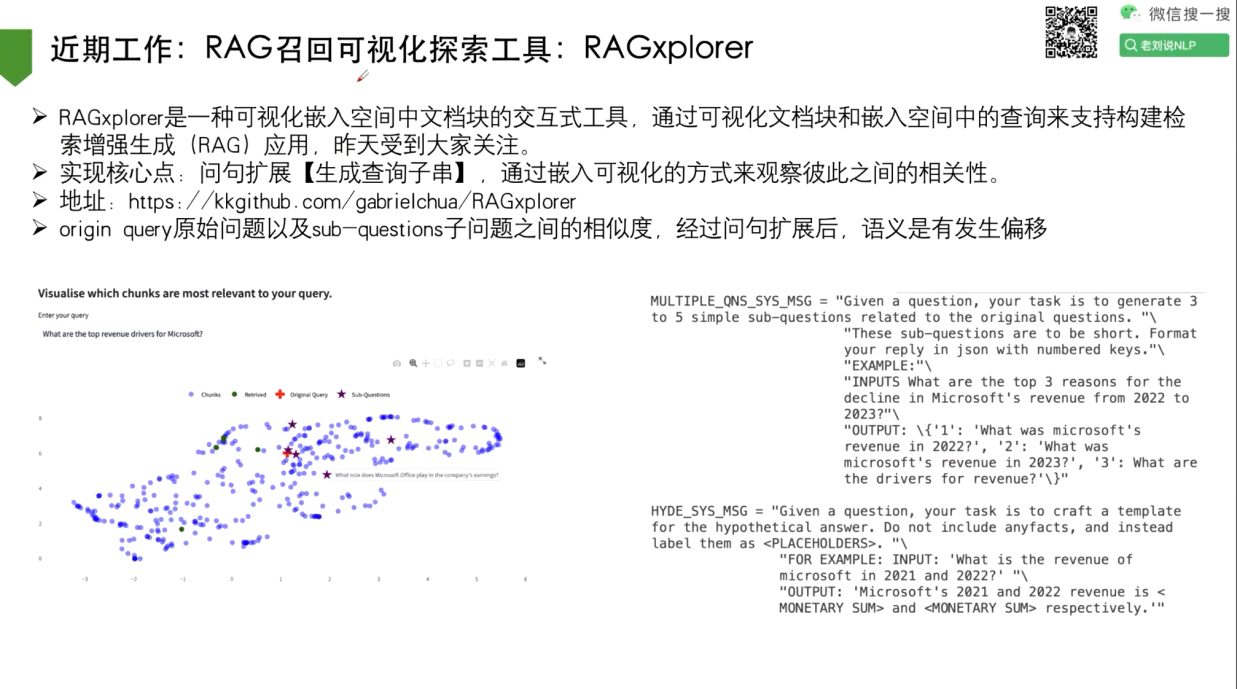 近期工作：RAG召回可视化探索工具：RAGxplorer
微信搜一搜
老刘说NLP
➢ RAGxplorer是一种可视化嵌入空间中文档块的交互式工具，通过可视化文档块和嵌入空间中的查询来支持构建检
索增强生成（RAG）应用，昨天受到大家关注。
➢ 实现核心点：问句扩展【生成查询子串】，通过嵌入可视化的方式来观察彼此之间的相关性。
➢ 地址：https://kkgithub.com/gabrielchua/RAGxplorer
➢ origin query原始问题以及sub-questions子问题之间的相似度，经过问句扩展后，语义是有发生偏移
Visualise which chunks are most relevant to your query.
Enter your query
What are the top revenue drivers for Microsoft?
Chunks Retrived Original Query Sub-Questions
8
6
What role does Microsoft Office play in the company's earnings?
4
2
0
−3 −2 −1 0 1 2 3 4 5 6
MULTIPLE_QNS_SYS_MSG = "Given a question, your task is to generate 3
to 5 simple sub-questions related to the original questions. "\
"These sub-questions are to be short. Format
your reply in json with numbered keys."\
"EXAMPLE:"\
"INPUTS What are the top 3 reasons for the
decline in Microsoft's revenue from 2022 to
2023?"\
"OUTPUT: \{'1': 'What was microsoft's
revenue in 2022?', '2': 'What was
microsoft's revenue in 2023?', '3': What are
the drivers for revenue?'\}"
HYDE_SYS_MSG = "Given a question, your task is to craft a template
for the hypothetical answer. Do not include anyfacts, and instead
label them as <PLACEHOLDERS>. "\
"FOR EXAMPLE: INPUT: 'What is the revenue of
microsoft in 2021 and 2022?' "\
"OUTPUT: 'Microsoft's 2021 and 2022 revenue is <
MONETARY SUM> and <MONETARY SUM> respectively.'"